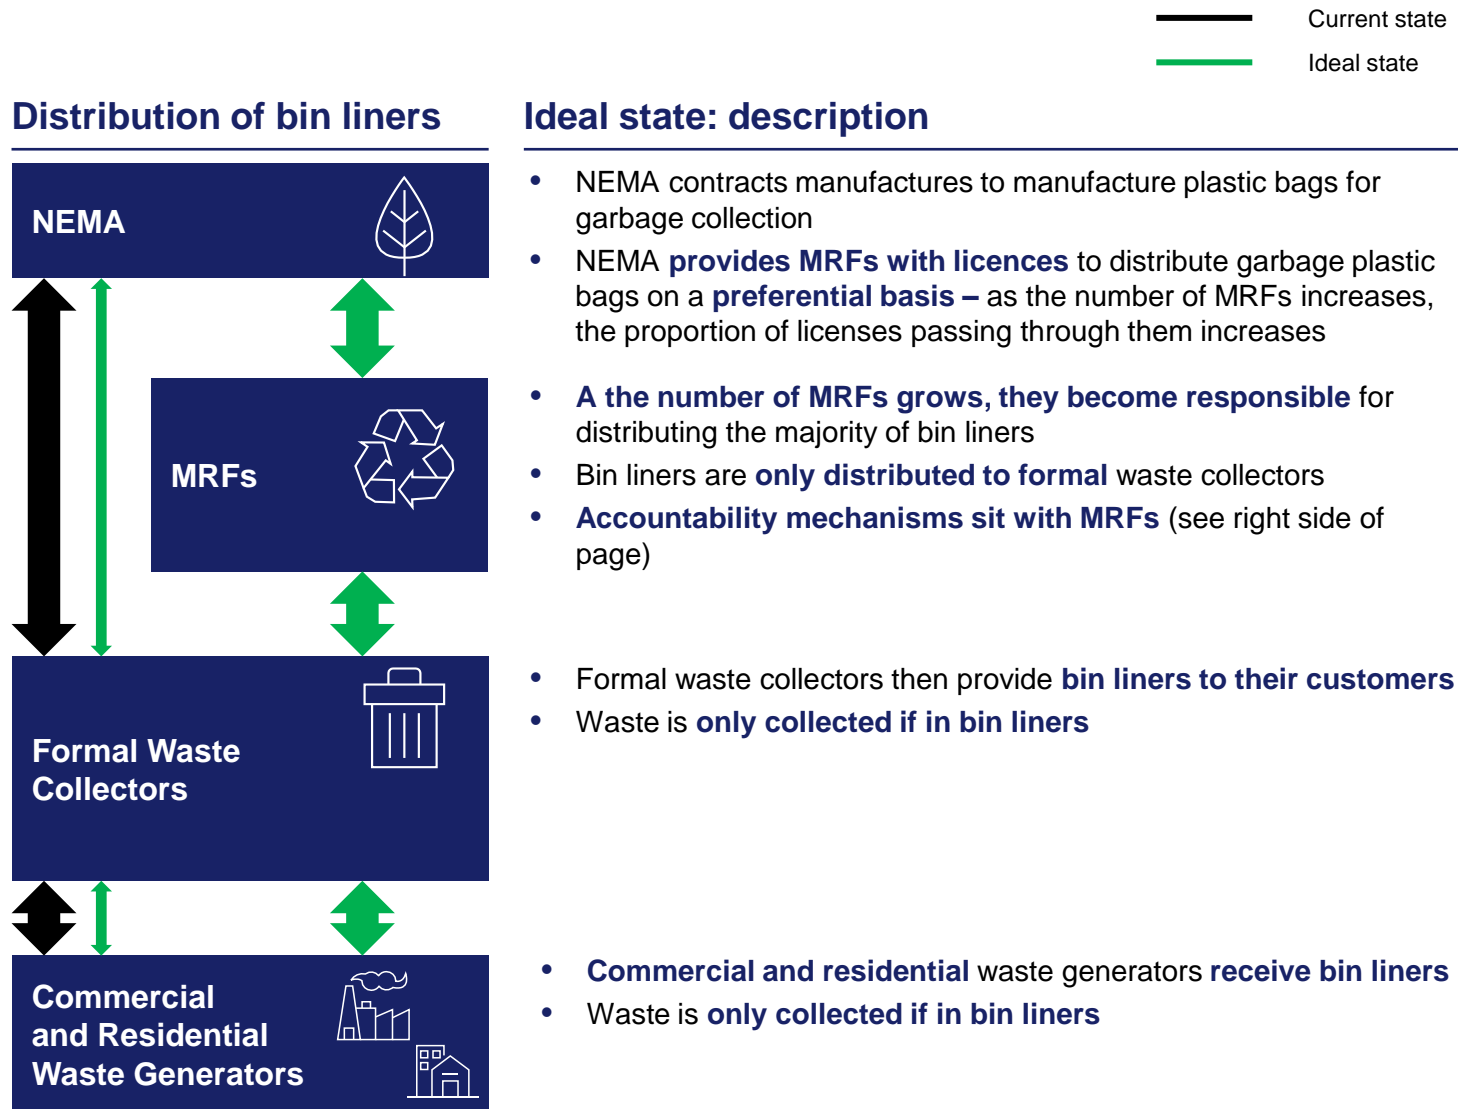 Current state
Ideal state
Distribution of bin liners
Ideal state: description
NEMA
• NEMA contracts manufactures to manufacture plastic bags for
garbage collection
• NEMA provides MRFs with licences to distribute garbage plastic
bags on a preferential basis – as the number of MRFs increases,
the proportion of licenses passing through them increases
MRFs
• A the number of MRFs grows, they become responsible for
distributing the majority of bin liners
• Bin liners are only distributed to formal waste collectors
• Accountability mechanisms sit with MRFs (see right side of
page)
Formal Waste
Collectors
• Formal waste collectors then provide bin liners to their customers
• Waste is only collected if in bin liners
Commercial
and Residential
Waste Generators
• Commercial and residential waste generators receive bin liners
• Waste is only collected if in bin liners